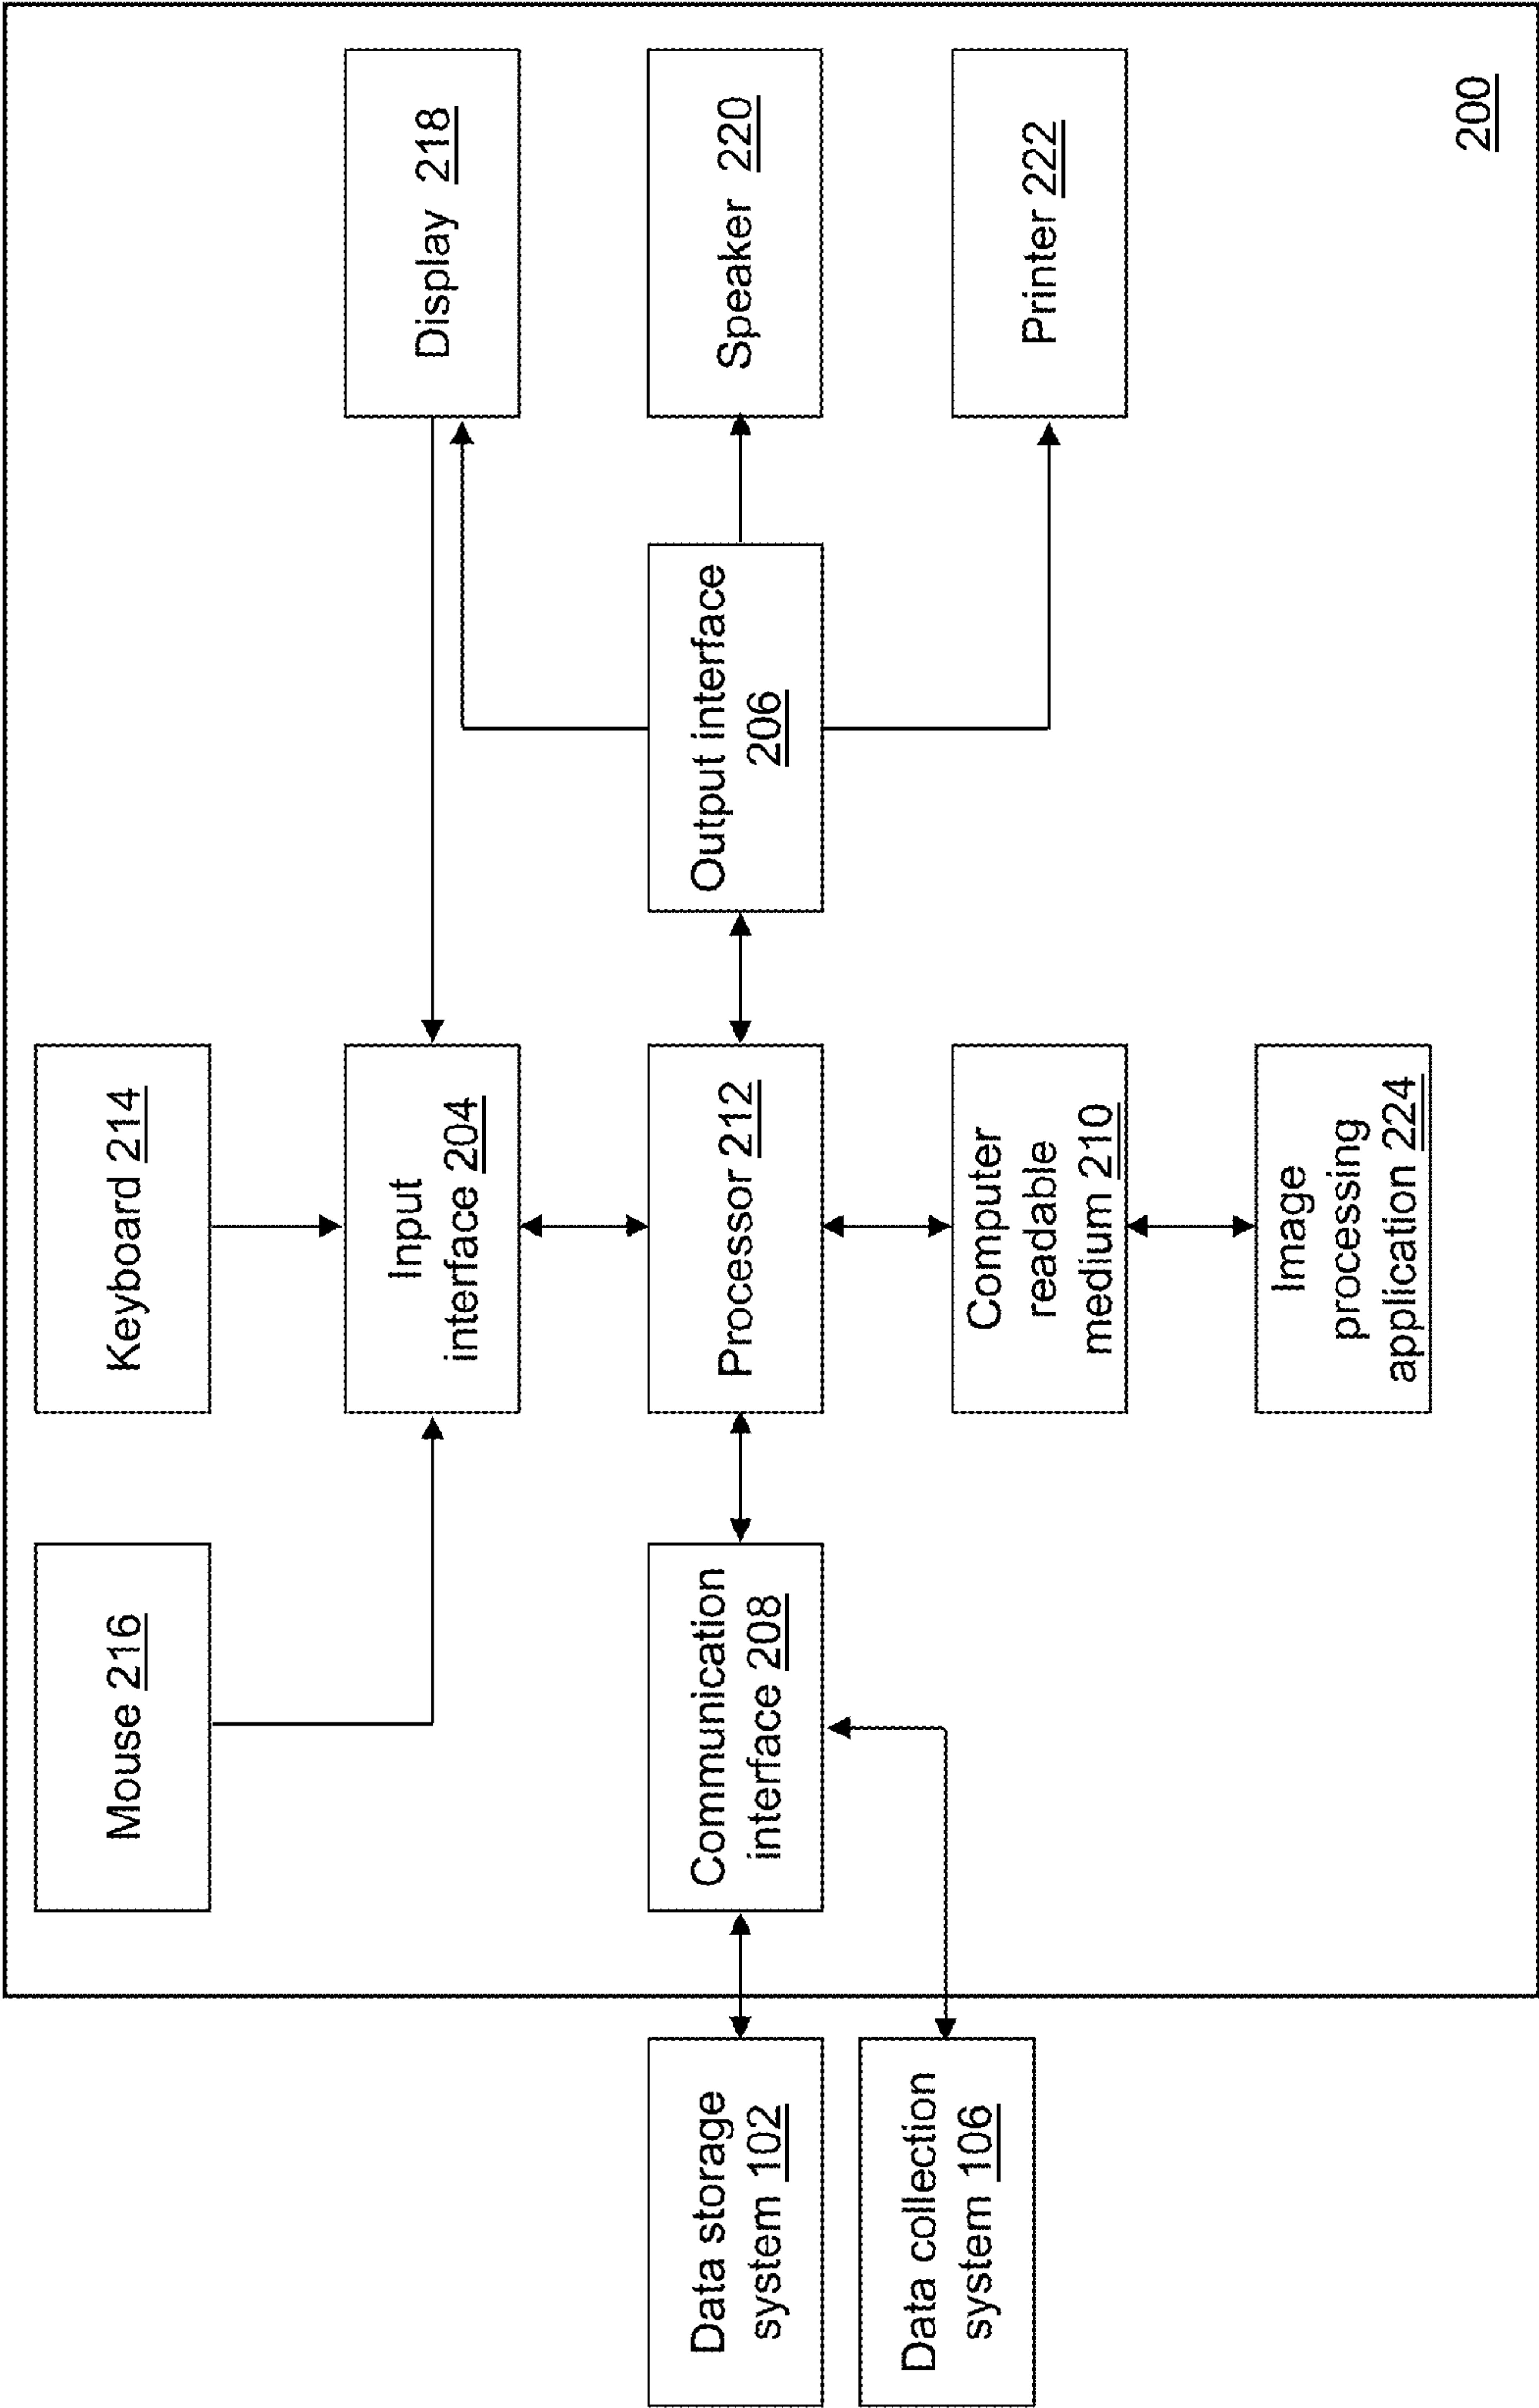 Mouse 216
Keyboard 214
Input
interface 204
Display 218
Data storage
system 102
Communication
interface 208
Processor 212
Output interface
206
Speaker 220
Data collection
system 106
Computer
readable
medium 210
Printer 222
Image
processing
application 224
200